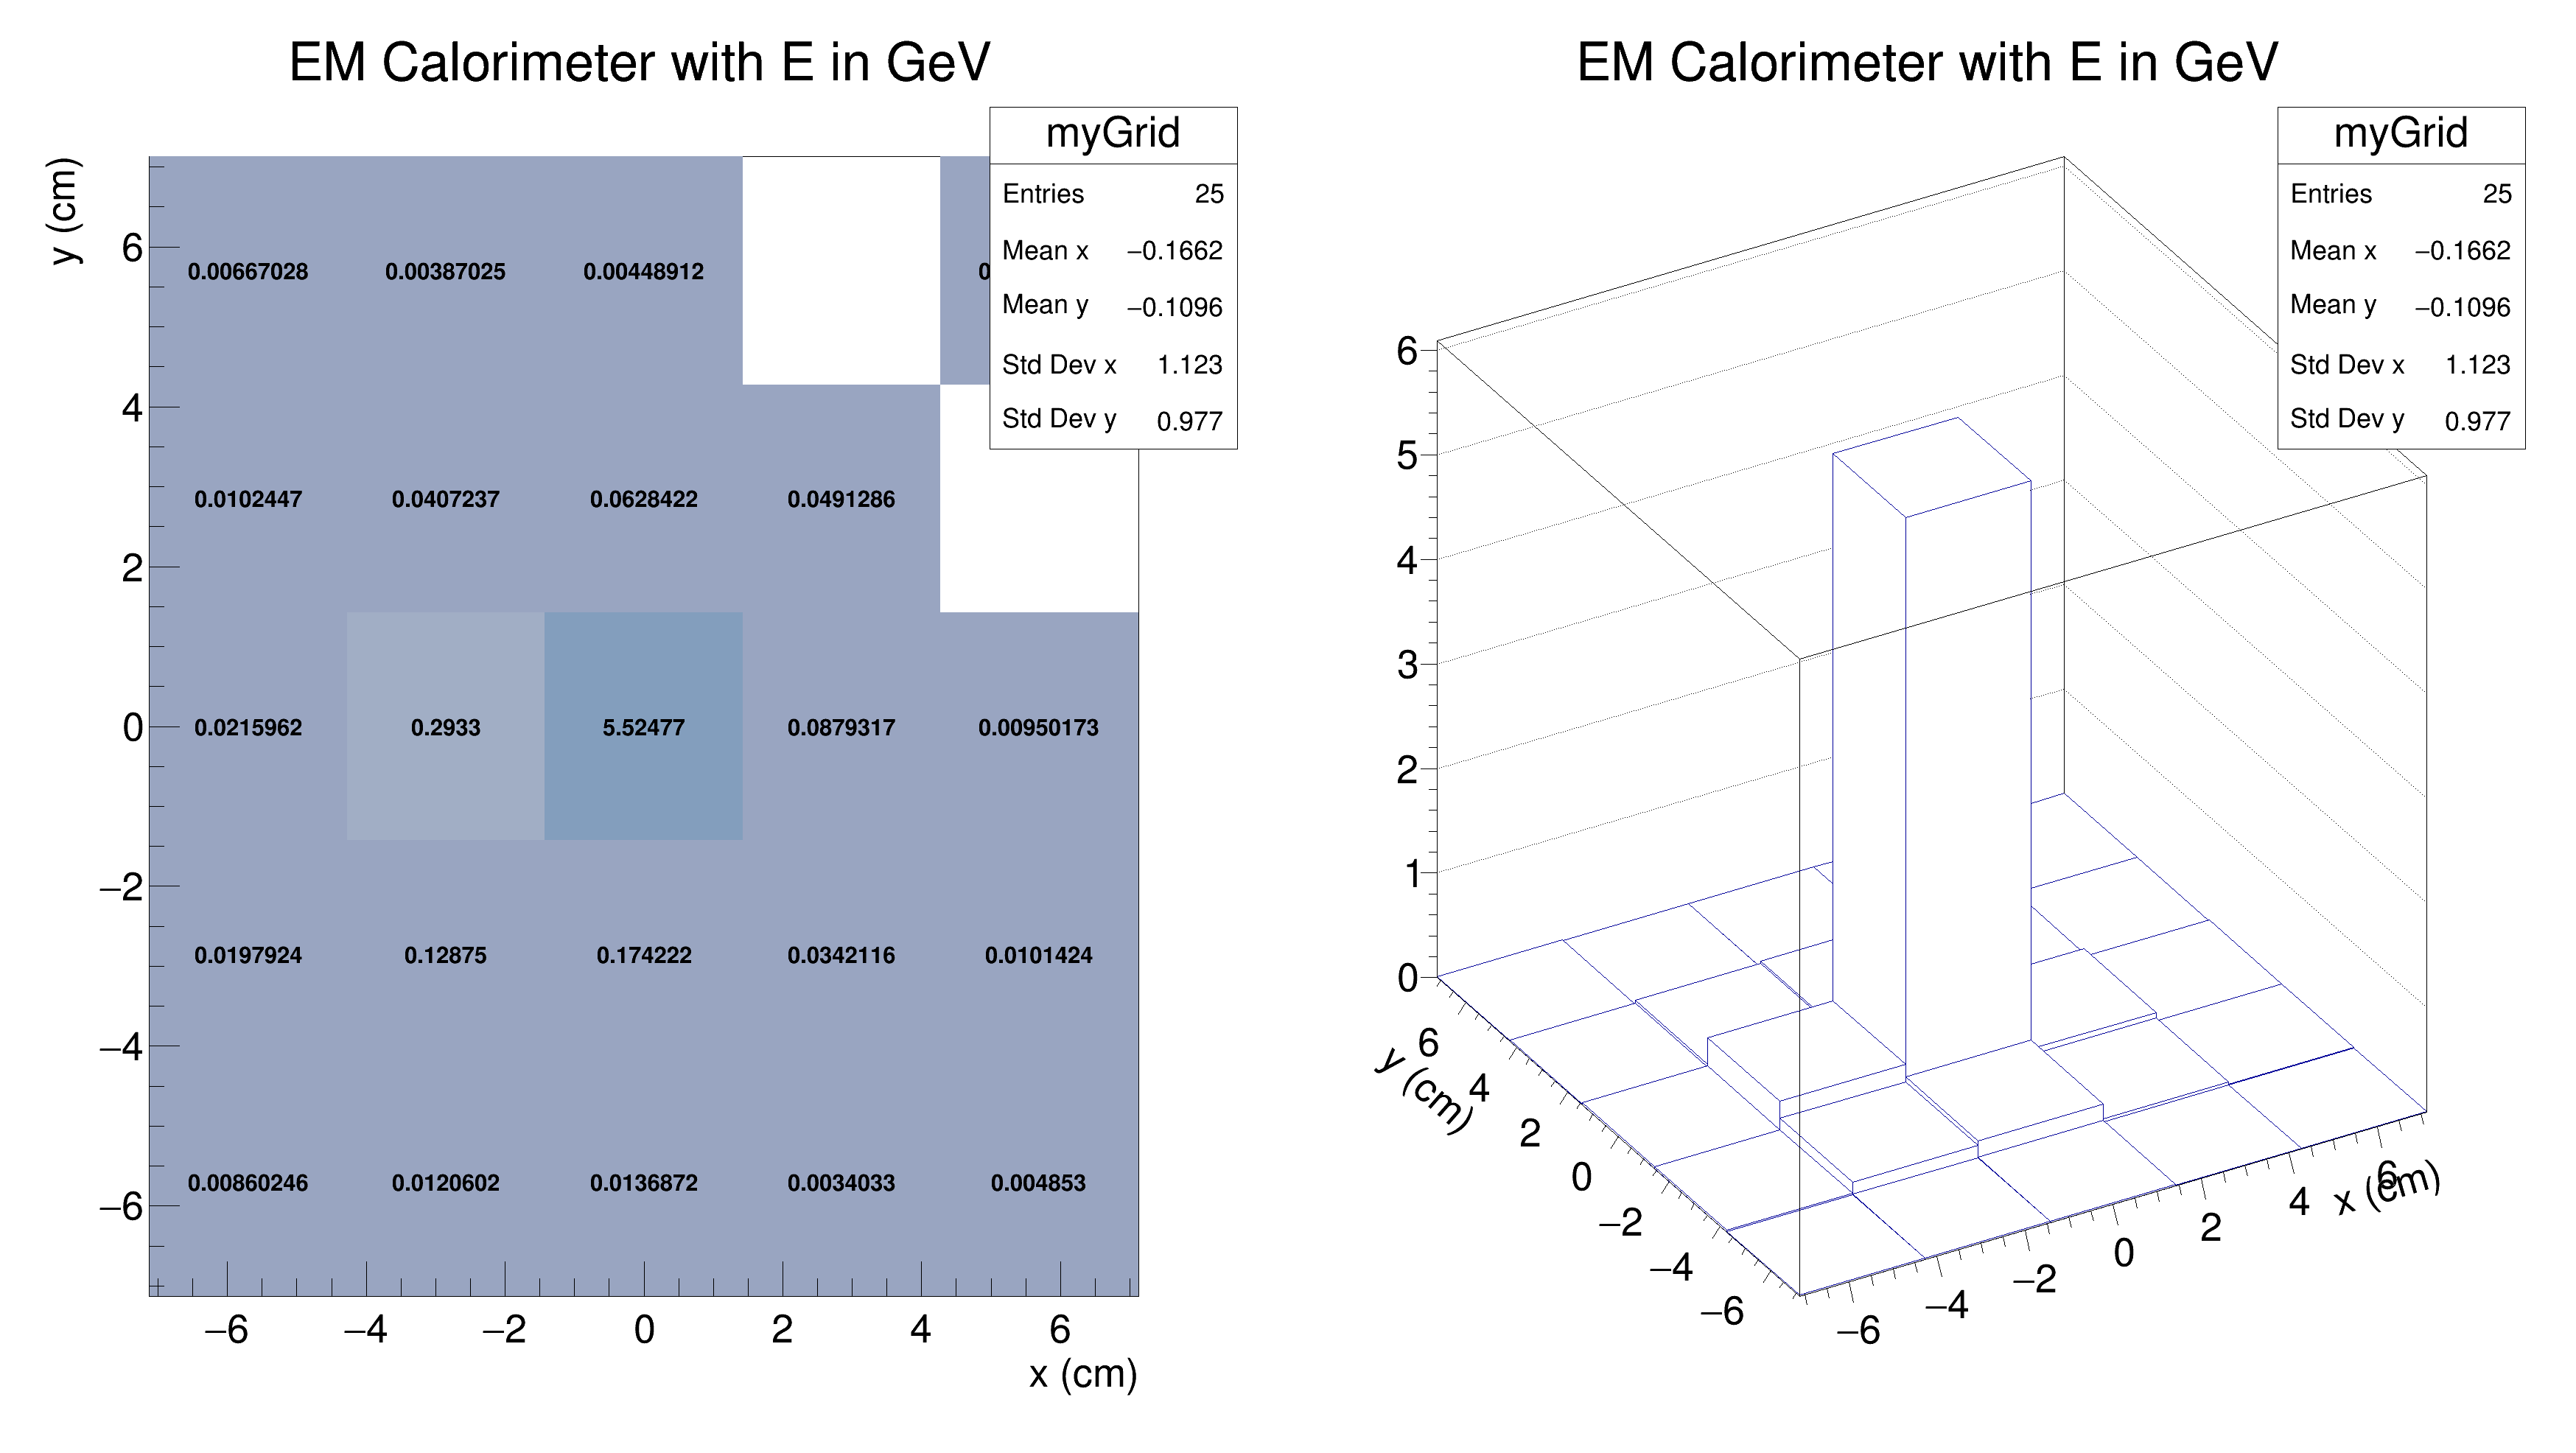 EM Calorimeter with E in GeV
y (cm)
myGrid
Entries 25
Mean x −0.1662
Mean y −0.1096
Std Dev x 1.123
Std Dev y 0.977
6
4
2
0
−2
−4
−6
0.00667028 0.00387025 0.00448912 0
0.0102447 0.0407237 0.0628422 0.0491286
0.0215962 0.2933 5.52477 0.0879317 0.00950173
0.0197924 0.12875 0.174222 0.0342116 0.0101424
0.00860246 0.0120602 0.0136872 0.0034033 0.004853
−6 −4 −2 0 2 4 6
x (cm)
EM Calorimeter with E in GeV
myGrid
Entries 25
Mean x −0.1662
Mean y −0.1096
Std Dev x 1.123
Std Dev y 0.977
6
5
4
3
2
1
0
y (cm)
6
4
2
0
−2
−4
−6
−6 −4 −2 0 2 4 6
x (cm)